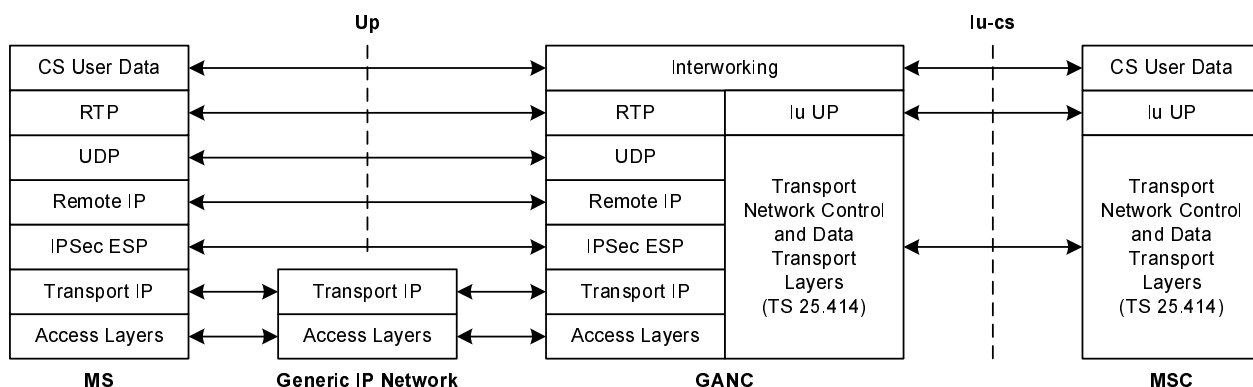 Up
Iu-cs
CS User Data
Interworking
CS User Data
RTP
RTP
Iu UP
Iu UP
UDP
UDP
Remote IP
Remote IP
IPSec ESP
IPSec ESP
Transport
Network Control
and Data
Transport
Layers
(TS 25.414)
Transport
Network Control
and Data
Transport
Layers
(TS 25.414)
Transport IP
Transport IP
Transport IP
Access Layers
Access Layers
Access Layers
MS
Generic IP Network
GANC
MSC